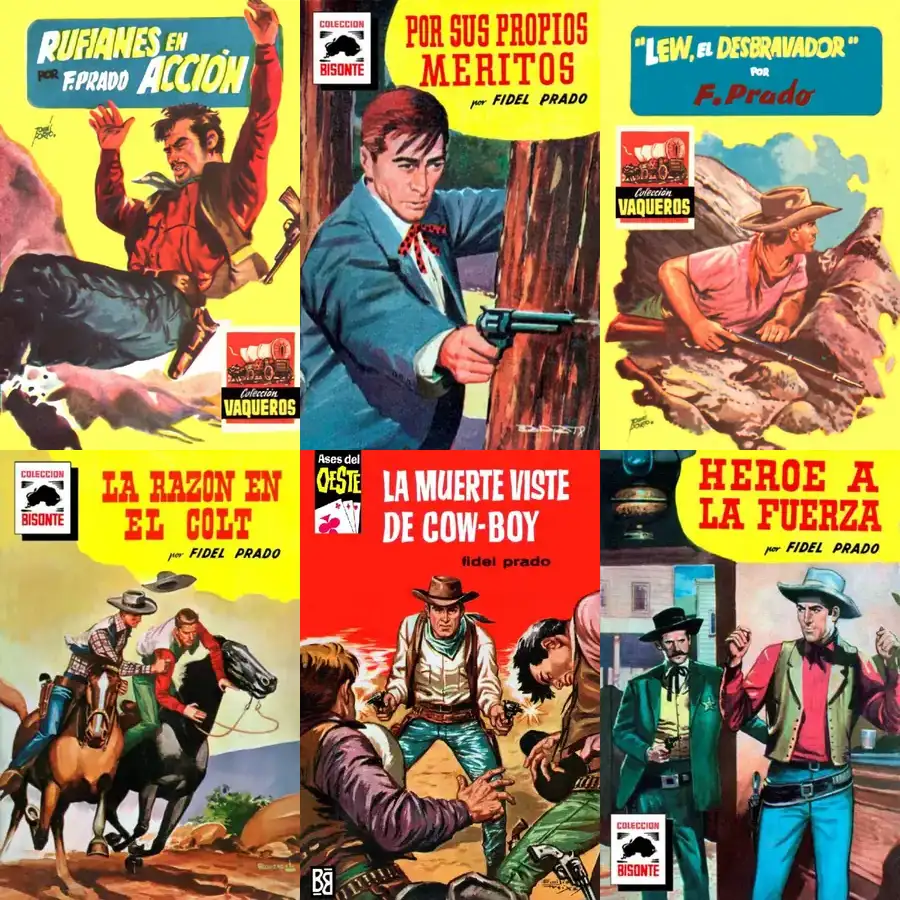 RUFIANES EN
POR F. PRADO ACCIÓN
Colección
VAQUEROS
COLECCION
BISONTE
POR SUS PROPIOS
MERITOS
por FIDEL PRADO
"LEW, EL DESBRAVADOR"
POR
F. Prado
Colección
VAQUEROS
COLECCION
BISONTE
LA RAZON EN
EL COLT
por FIDEL PRADO
Ases del
OESTE
LA MUERTE VISTE
DE COW-BOY
fidel prado
BB
HEROE A
LA FUERZA
por FIDEL PRADO
COLECCION
BISONTE